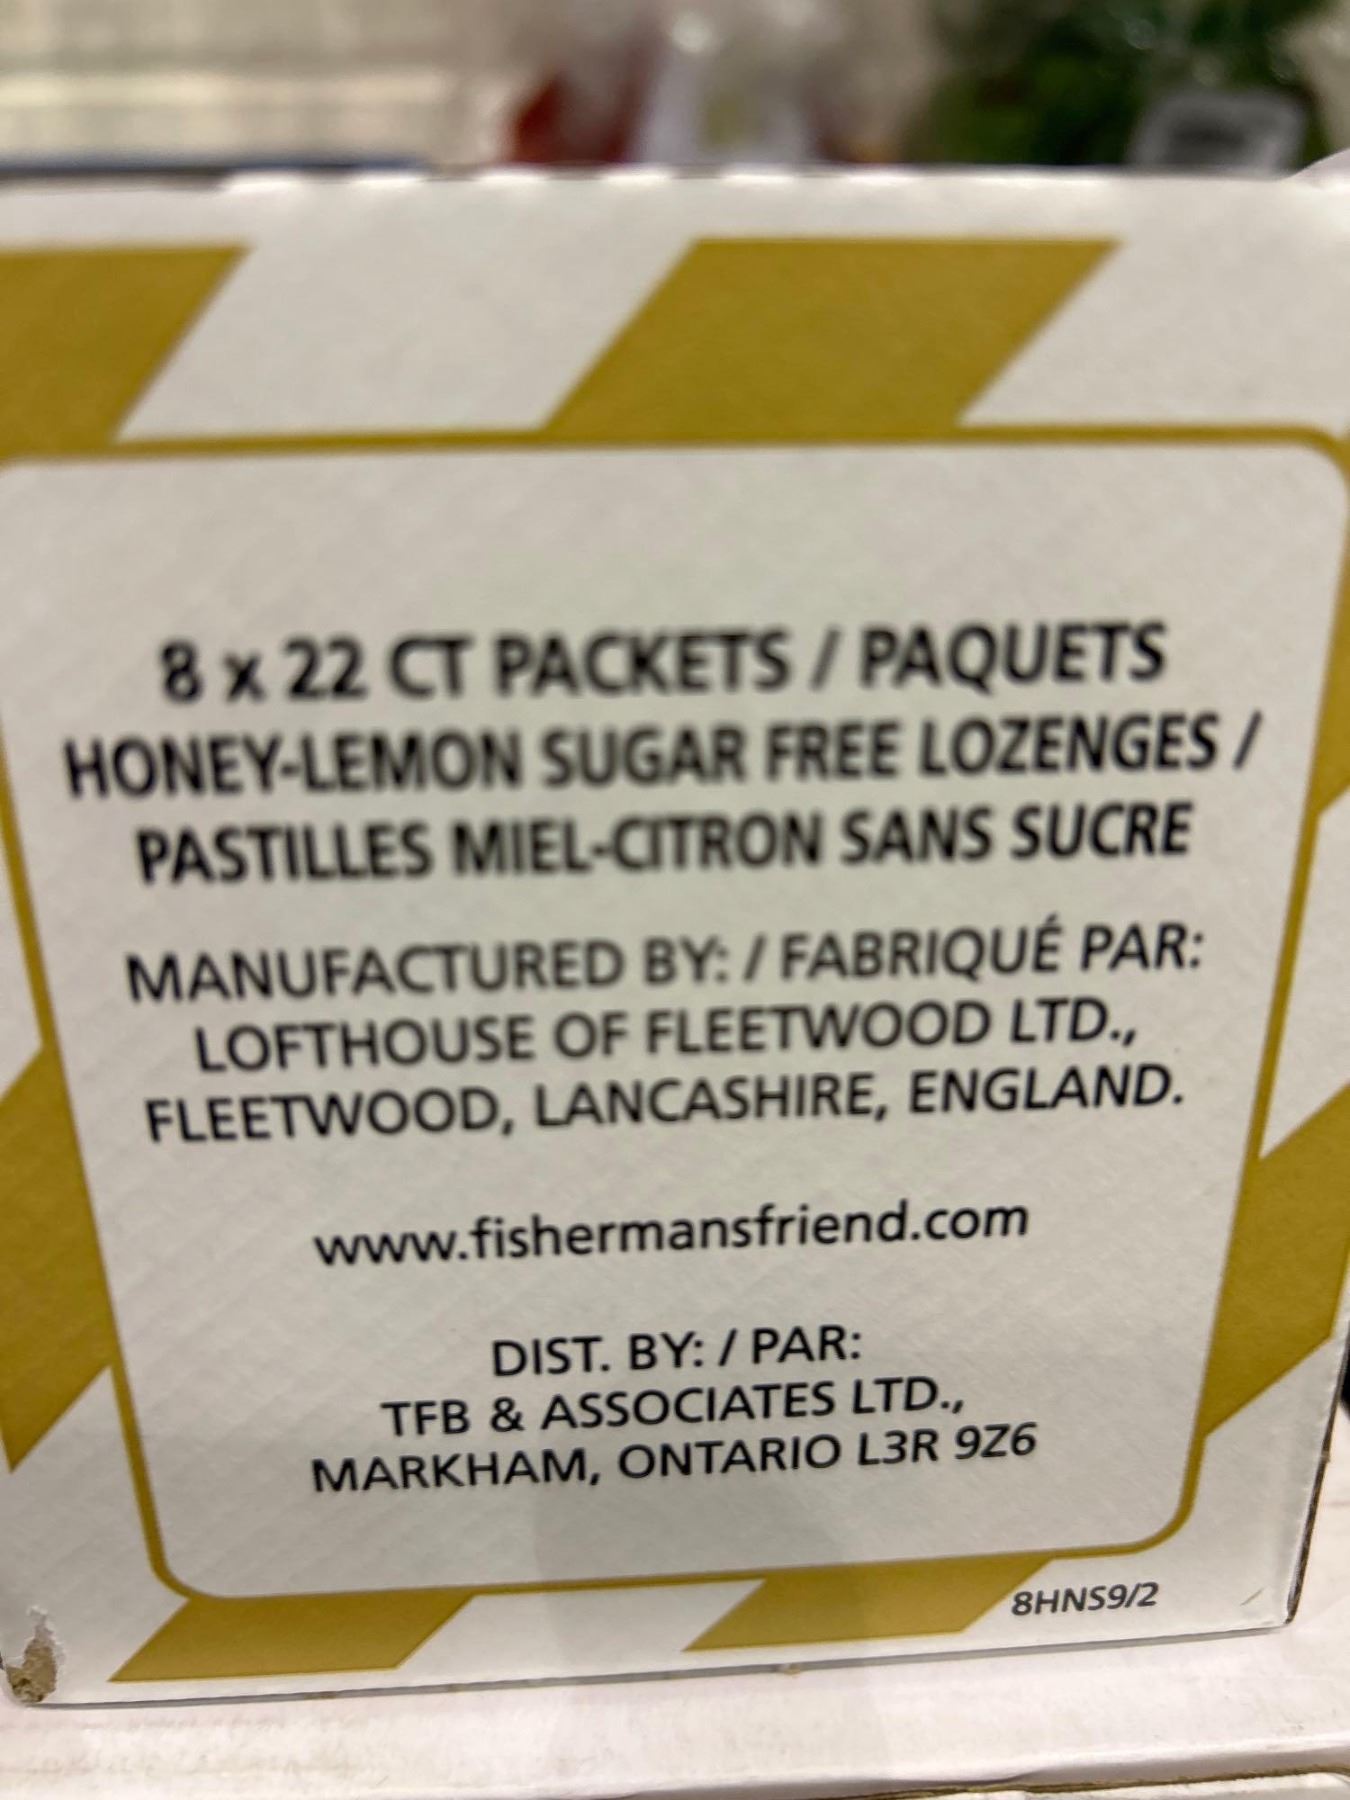 8 x 22 CT PACKETS / PAQUETS
HONEY-LEMON SUGAR FREE LOZENGES /
PASTILLES MIEL-CITRON SANS SUCRE
MANUFACTURED BY: / FABRIQUÉ PAR:
LOFTHOUSE OF FLEETWOOD LTD.,
FLEETWOOD, LANCASHIRE, ENGLAND.
www.fishermansfriend.com
DIST. BY: / PAR:
TFB & ASSOCIATES LTD.,
MARKHAM, ONTARIO L3R 9Z6
8HNS9/2